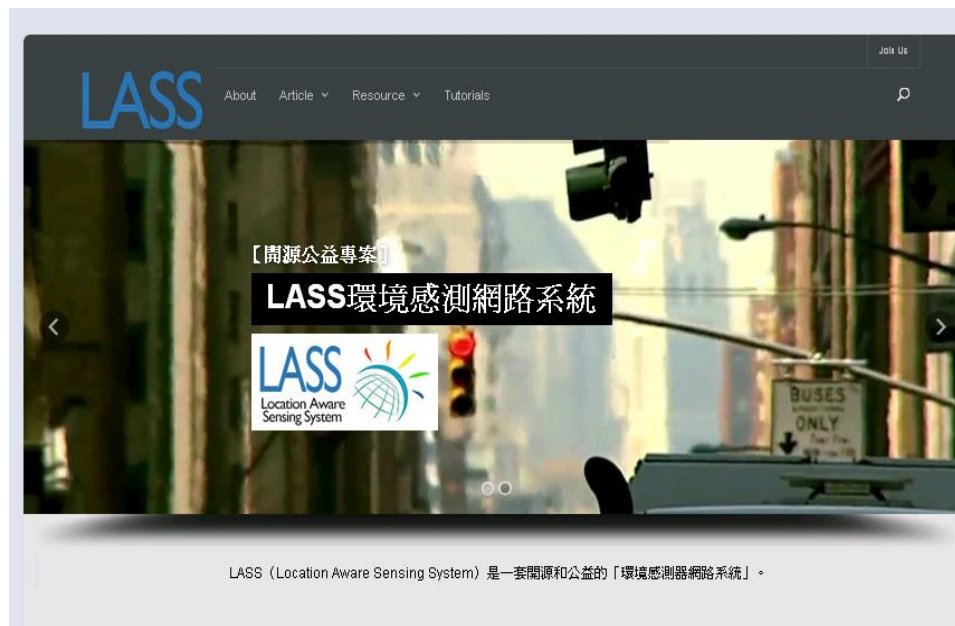 Join Us
LASS
About Article Resource Tutorials
【開源公益專案】
LASS環境感測網路系統
LASS
Location Aware
Sensing System
BUSES
ONLY
LASS（Location Aware Sensing System）是一套開源和公益的「環境感測器網路系統」。